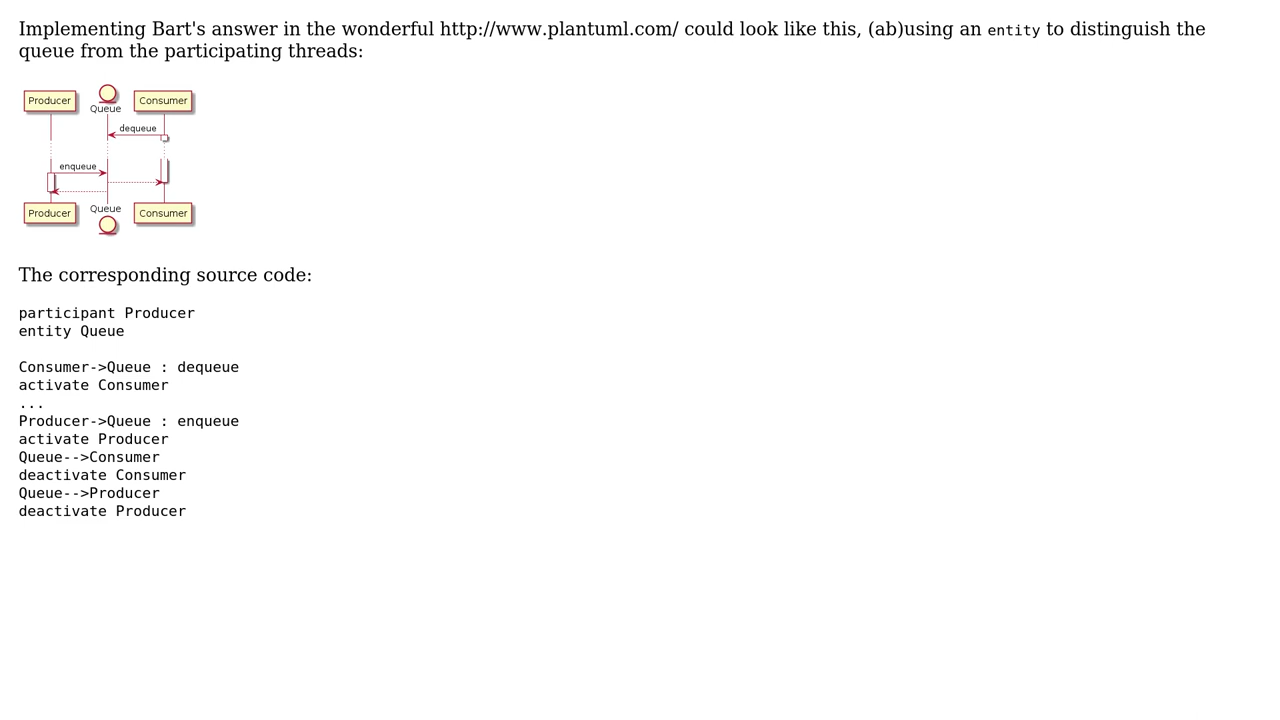 Implementing Bart's answer in the wonderful http://www.plantuml.com/ could look like this, (ab)using an entity to distinguish the
queue from the participating threads:
Producer Queue Consumer
dequeue
enqueue
Producer Queue Consumer
The corresponding source code:
participant Producer
entity Queue
Consumer->Queue : dequeue
activate Consumer
...
Producer->Queue : enqueue
activate Producer
Queue-->Consumer
deactivate Consumer
Queue-->Producer
deactivate Producer